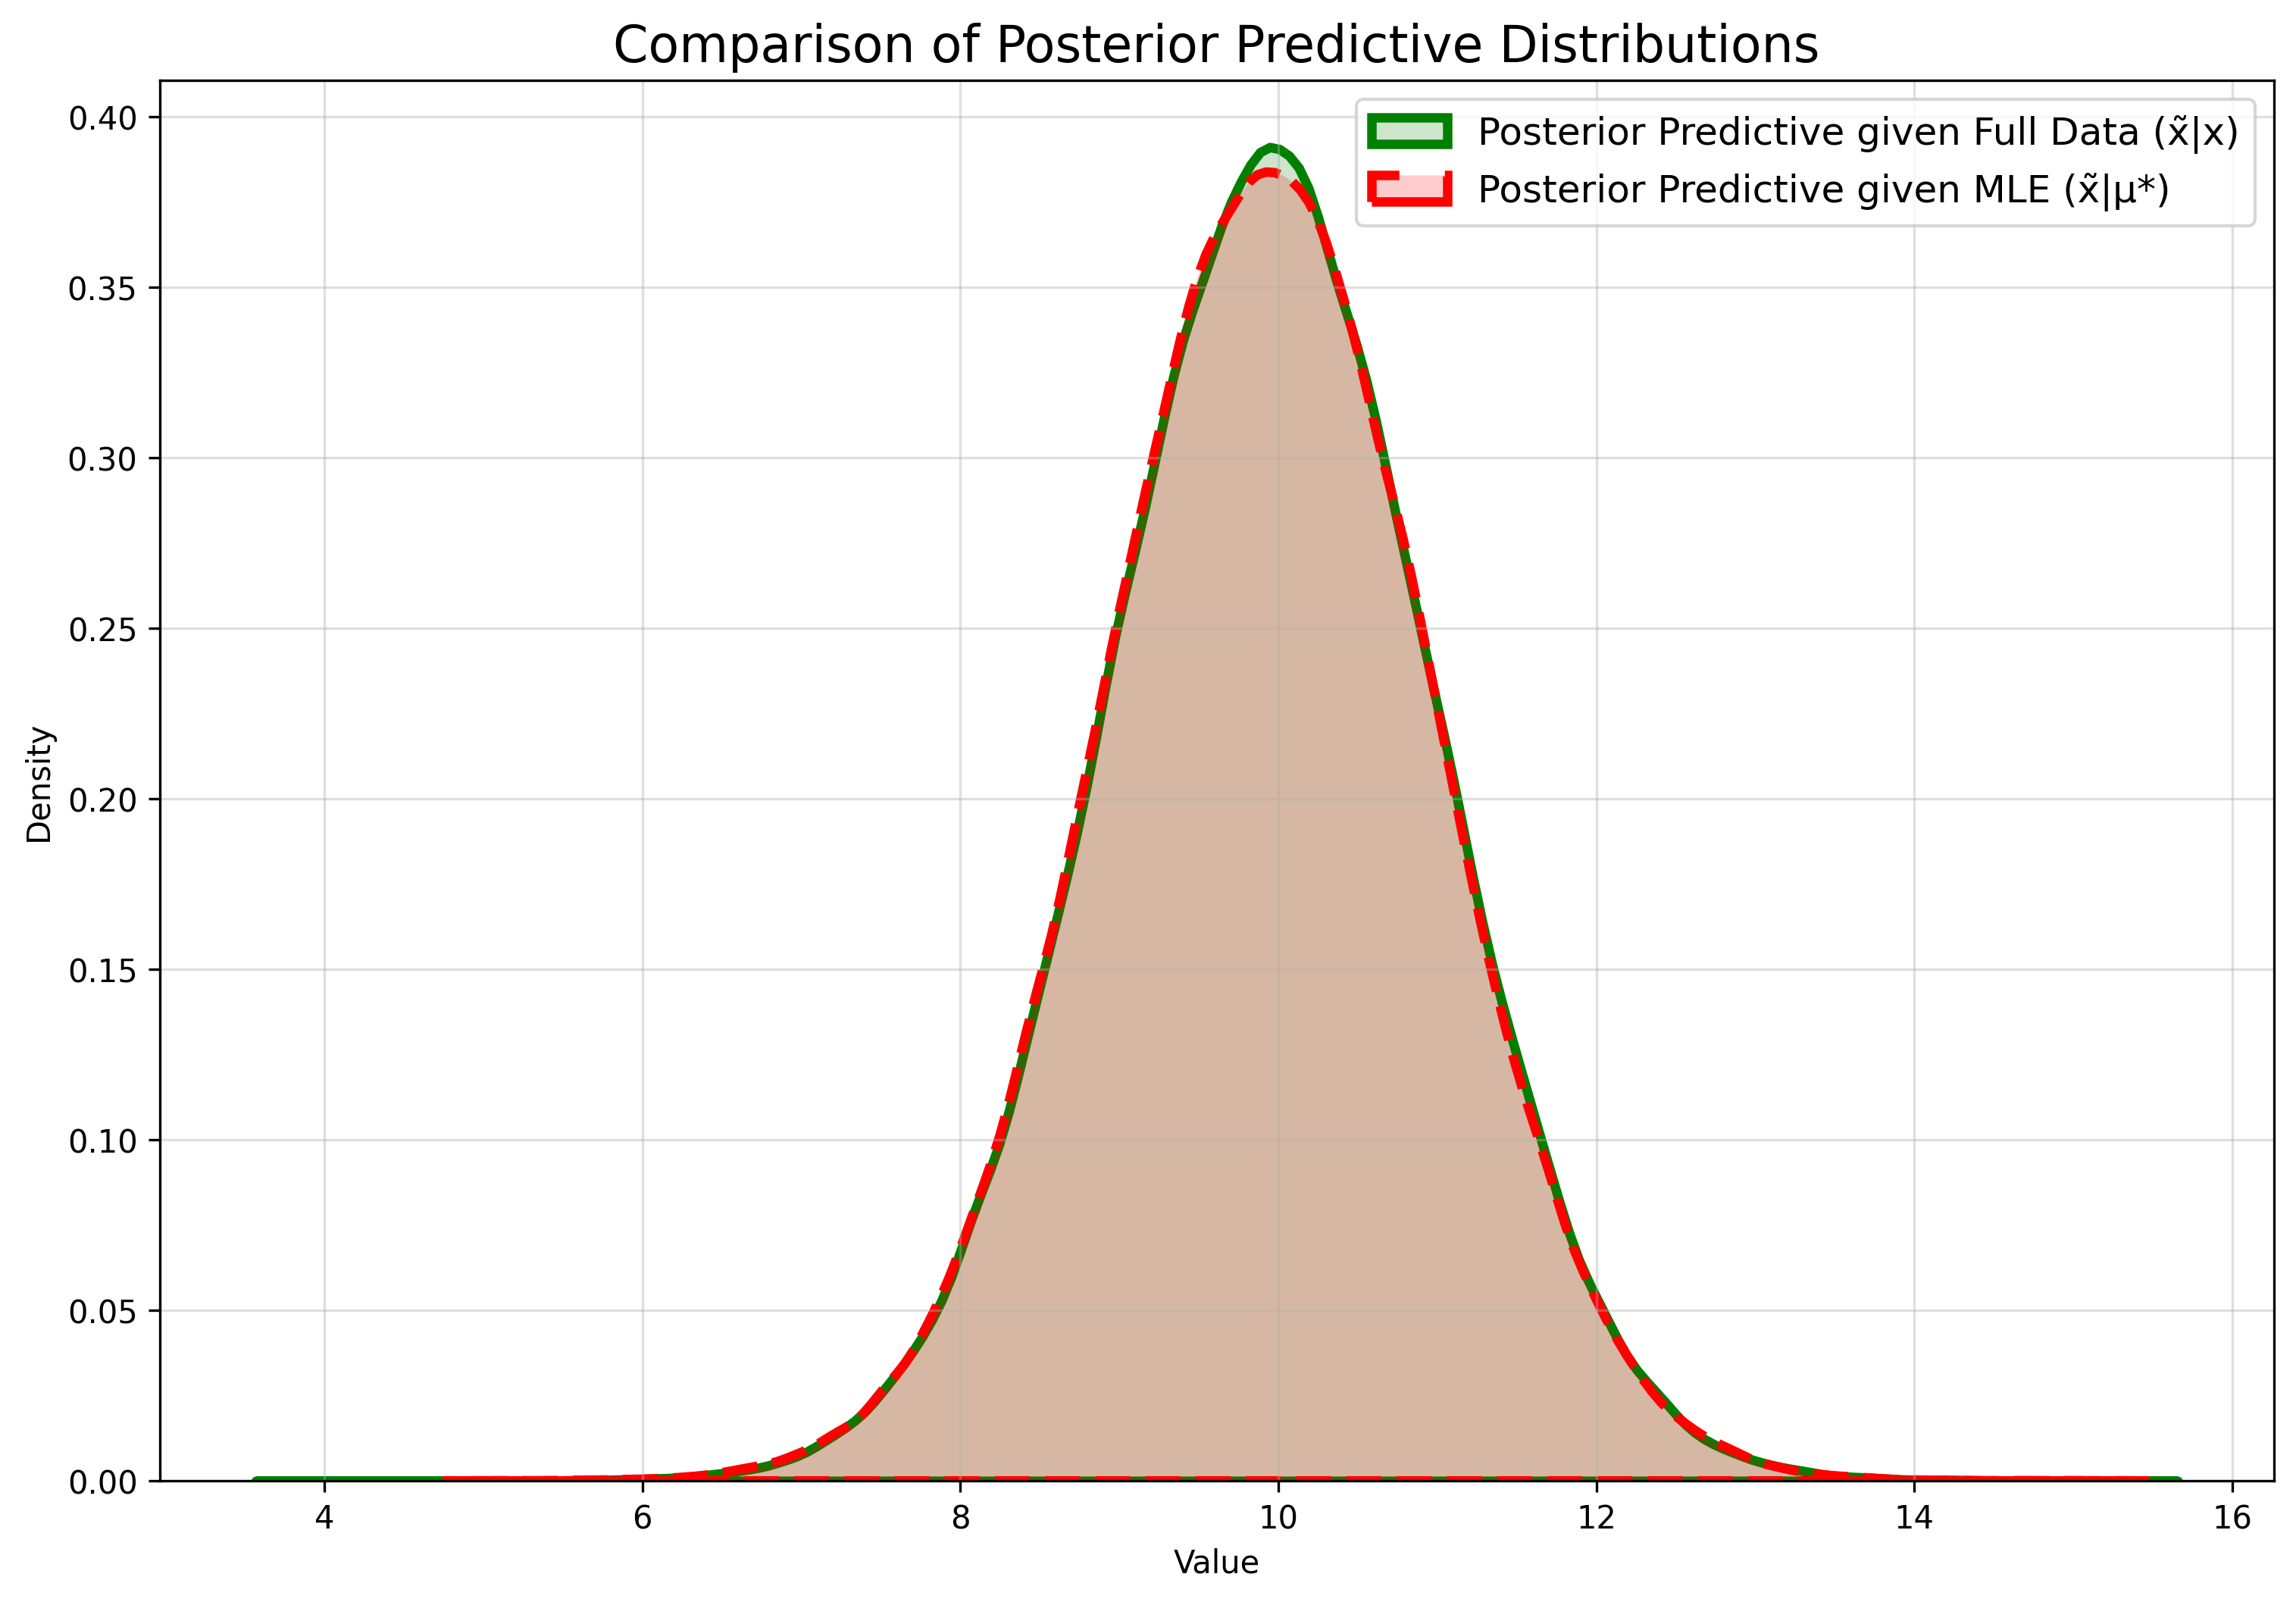 Comparison of Posterior Predictive Distributions
Posterior Predictive given Full Data (x̃|x)
Posterior Predictive given MLE (x̃|μ*)
0.40
0.35
0.30
0.25
0.20
0.15
0.10
0.05
0.00
Density
4 6 8 10 12 14 16
Value